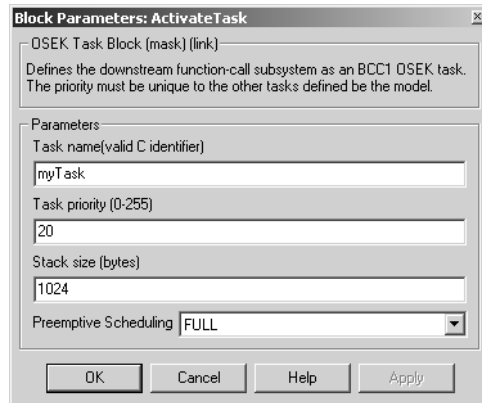 Block Parameters: ActivateTask
OSEK Task Block (mask) (link)
Defines the downstream function-call subsystem as an BCC1 OSEK task.
The priority must be unique to the other tasks defined be the model.
Parameters
Task name(valid C identifier)
myTask
Task priority (0-255)
20
Stack size (bytes)
1024
Preemptive Scheduling FULL
OK Cancel Help Apply